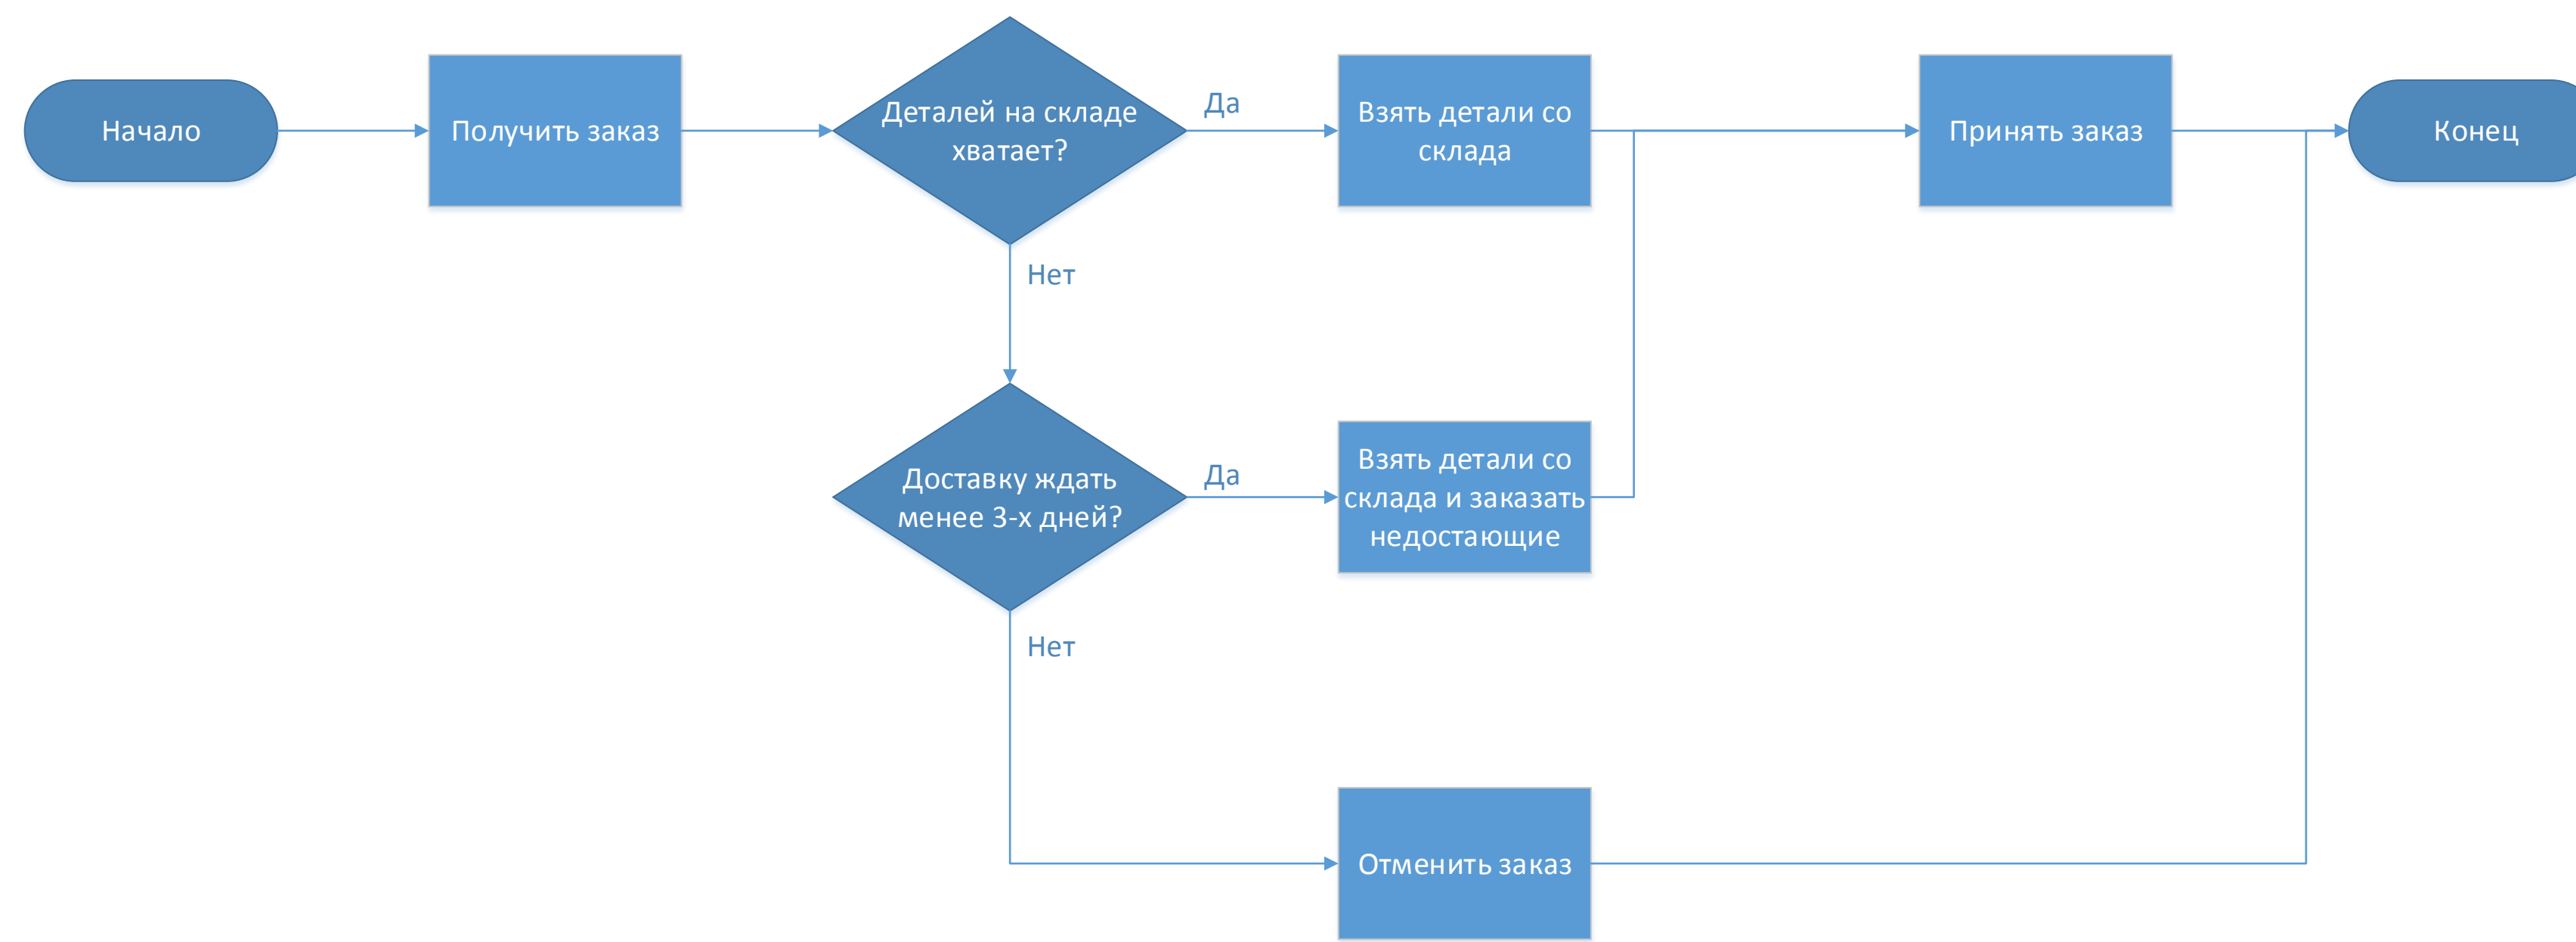 Начало
Получить заказ
Деталей на складе
хватает?
Да
Взять детали со
склада
Принять заказ
Конец
Нет
Доставку ждать
менее 3-х дней?
Да
Взять детали со
склада и заказать
недостающие
Нет
Отменить заказ